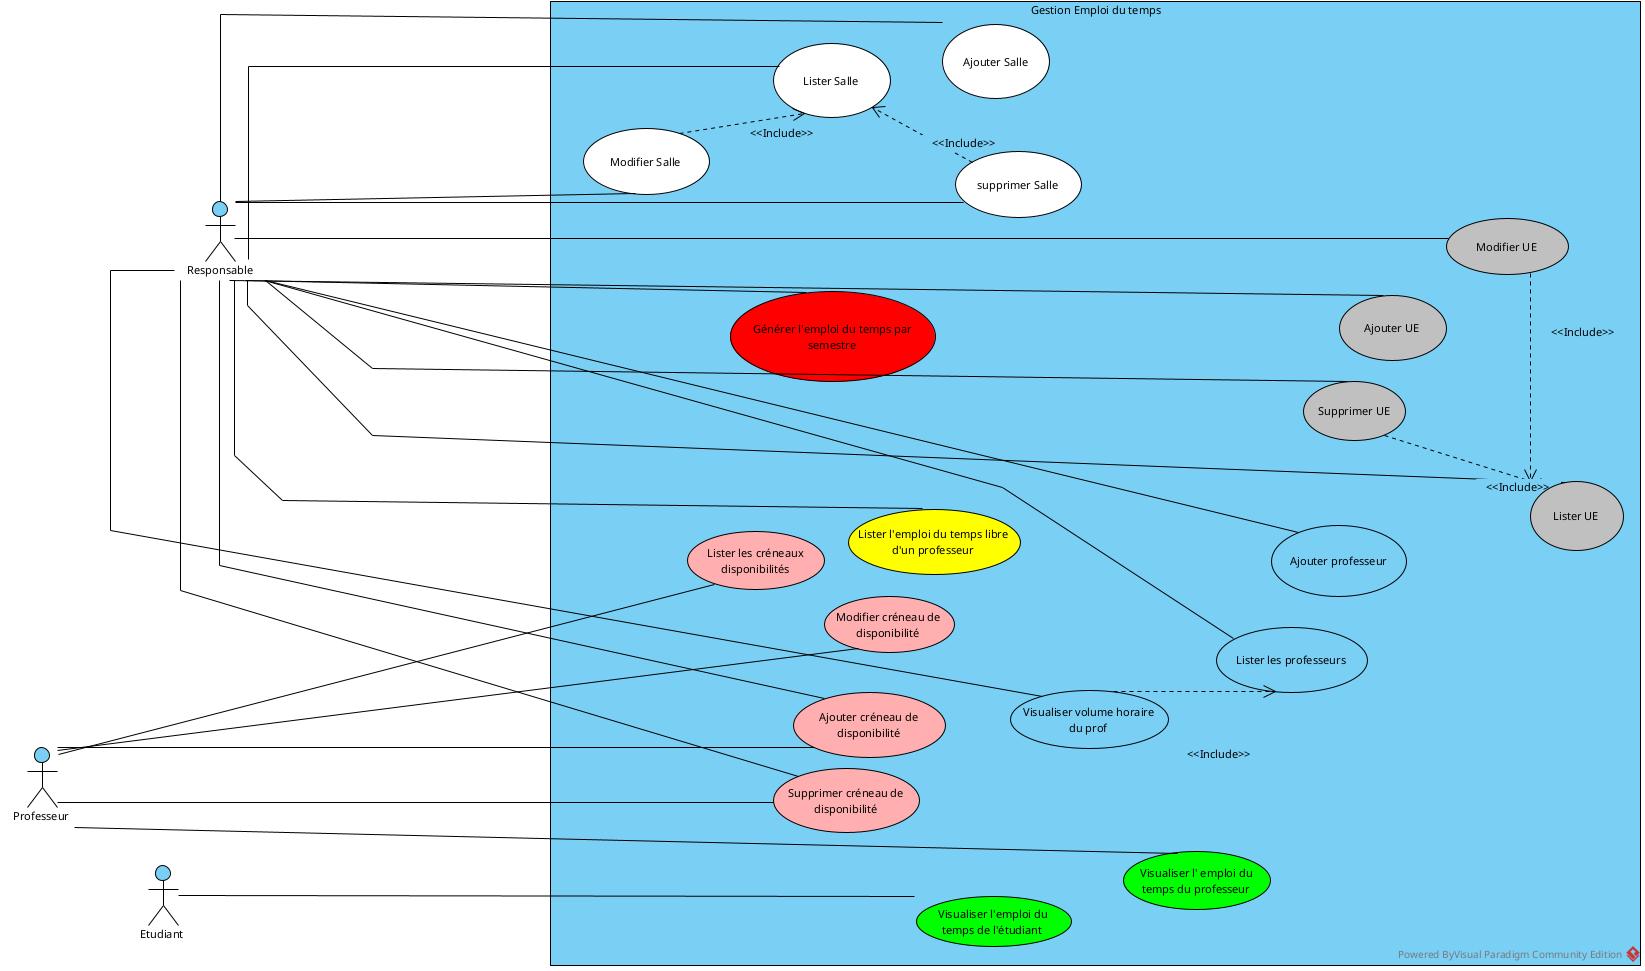 Gestion Emploi du temps
Ajouter Salle
Lister Salle
<<Include>>
<<Include>>
Modifier Salle
supprimer Salle
Modifier UE
Responsable
Générer l'emploi du temps par
semestre
Ajouter UE
<<Include>>
Supprimer UE
<<Include>>
Lister UE
Lister l'emploi du temps libre
d'un professeur
Lister les créneaux
disponibilités
Ajouter professeur
Modifier créneau de
disponibilité
Lister les professeurs
Visualiser volume horaire
du prof
Ajouter créneau de
disponibilité
<<Include>>
Supprimer créneau de
disponibilité
Professeur
Visualiser l' emploi du
temps du professeur
Visualiser l'emploi du
temps de l'étudiant
Etudiant
Powered ByVisual Paradigm Community Edition